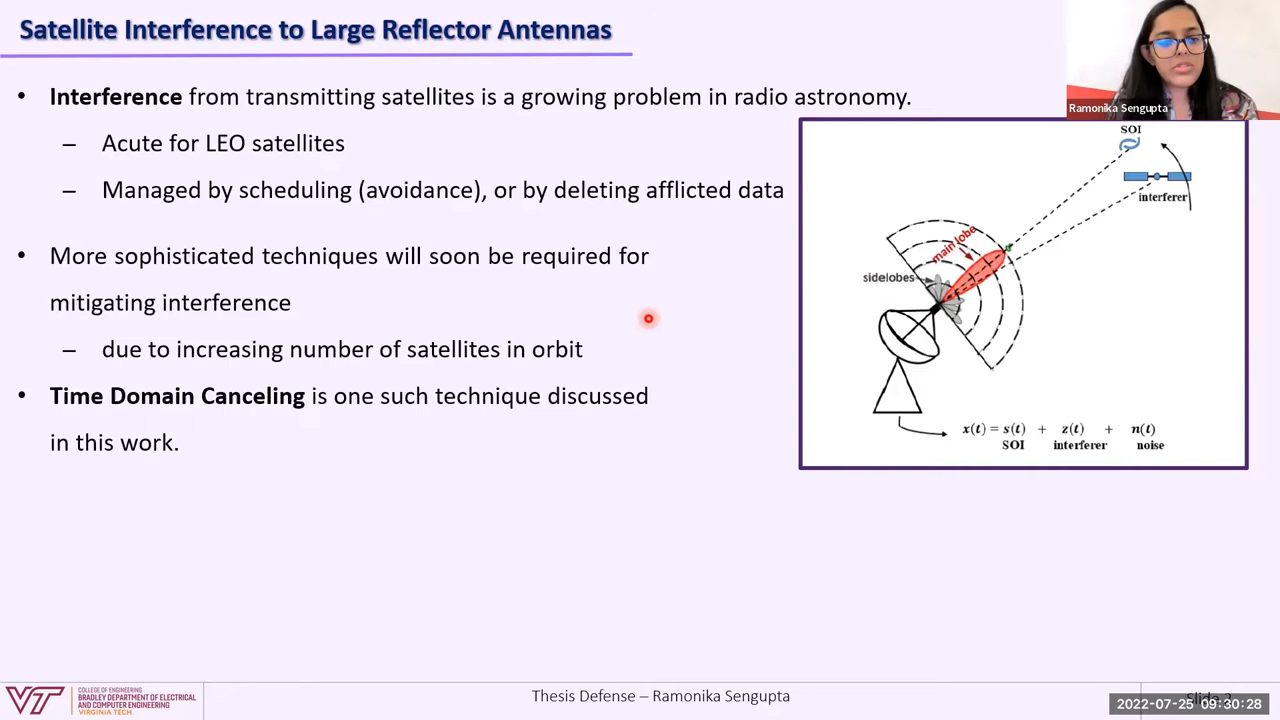 Satellite Interference to Large Reflector Antennas
Ramonika Sengupta
• Interference from transmitting satellites is a growing problem in radio astronomy.
– Acute for LEO satellites
– Managed by scheduling (avoidance), or by deleting afflicted data
• More sophisticated techniques will soon be required for
mitigating interference
– due to increasing number of satellites in orbit
• Time Domain Canceling is one such technique discussed
in this work.
SOI
interferer
main lobe
sidelobes
x(t) = s(t) + z(t) + n(t)
SOI interferer noise
VT
COLLEGE OF ENGINEERING
BRADLEY DEPARTMENT OF ELECTRICAL
AND COMPUTER ENGINEERING
VIRGINIA TECH
Thesis Defense – Ramonika Sengupta
2022-07-25 09:30:28